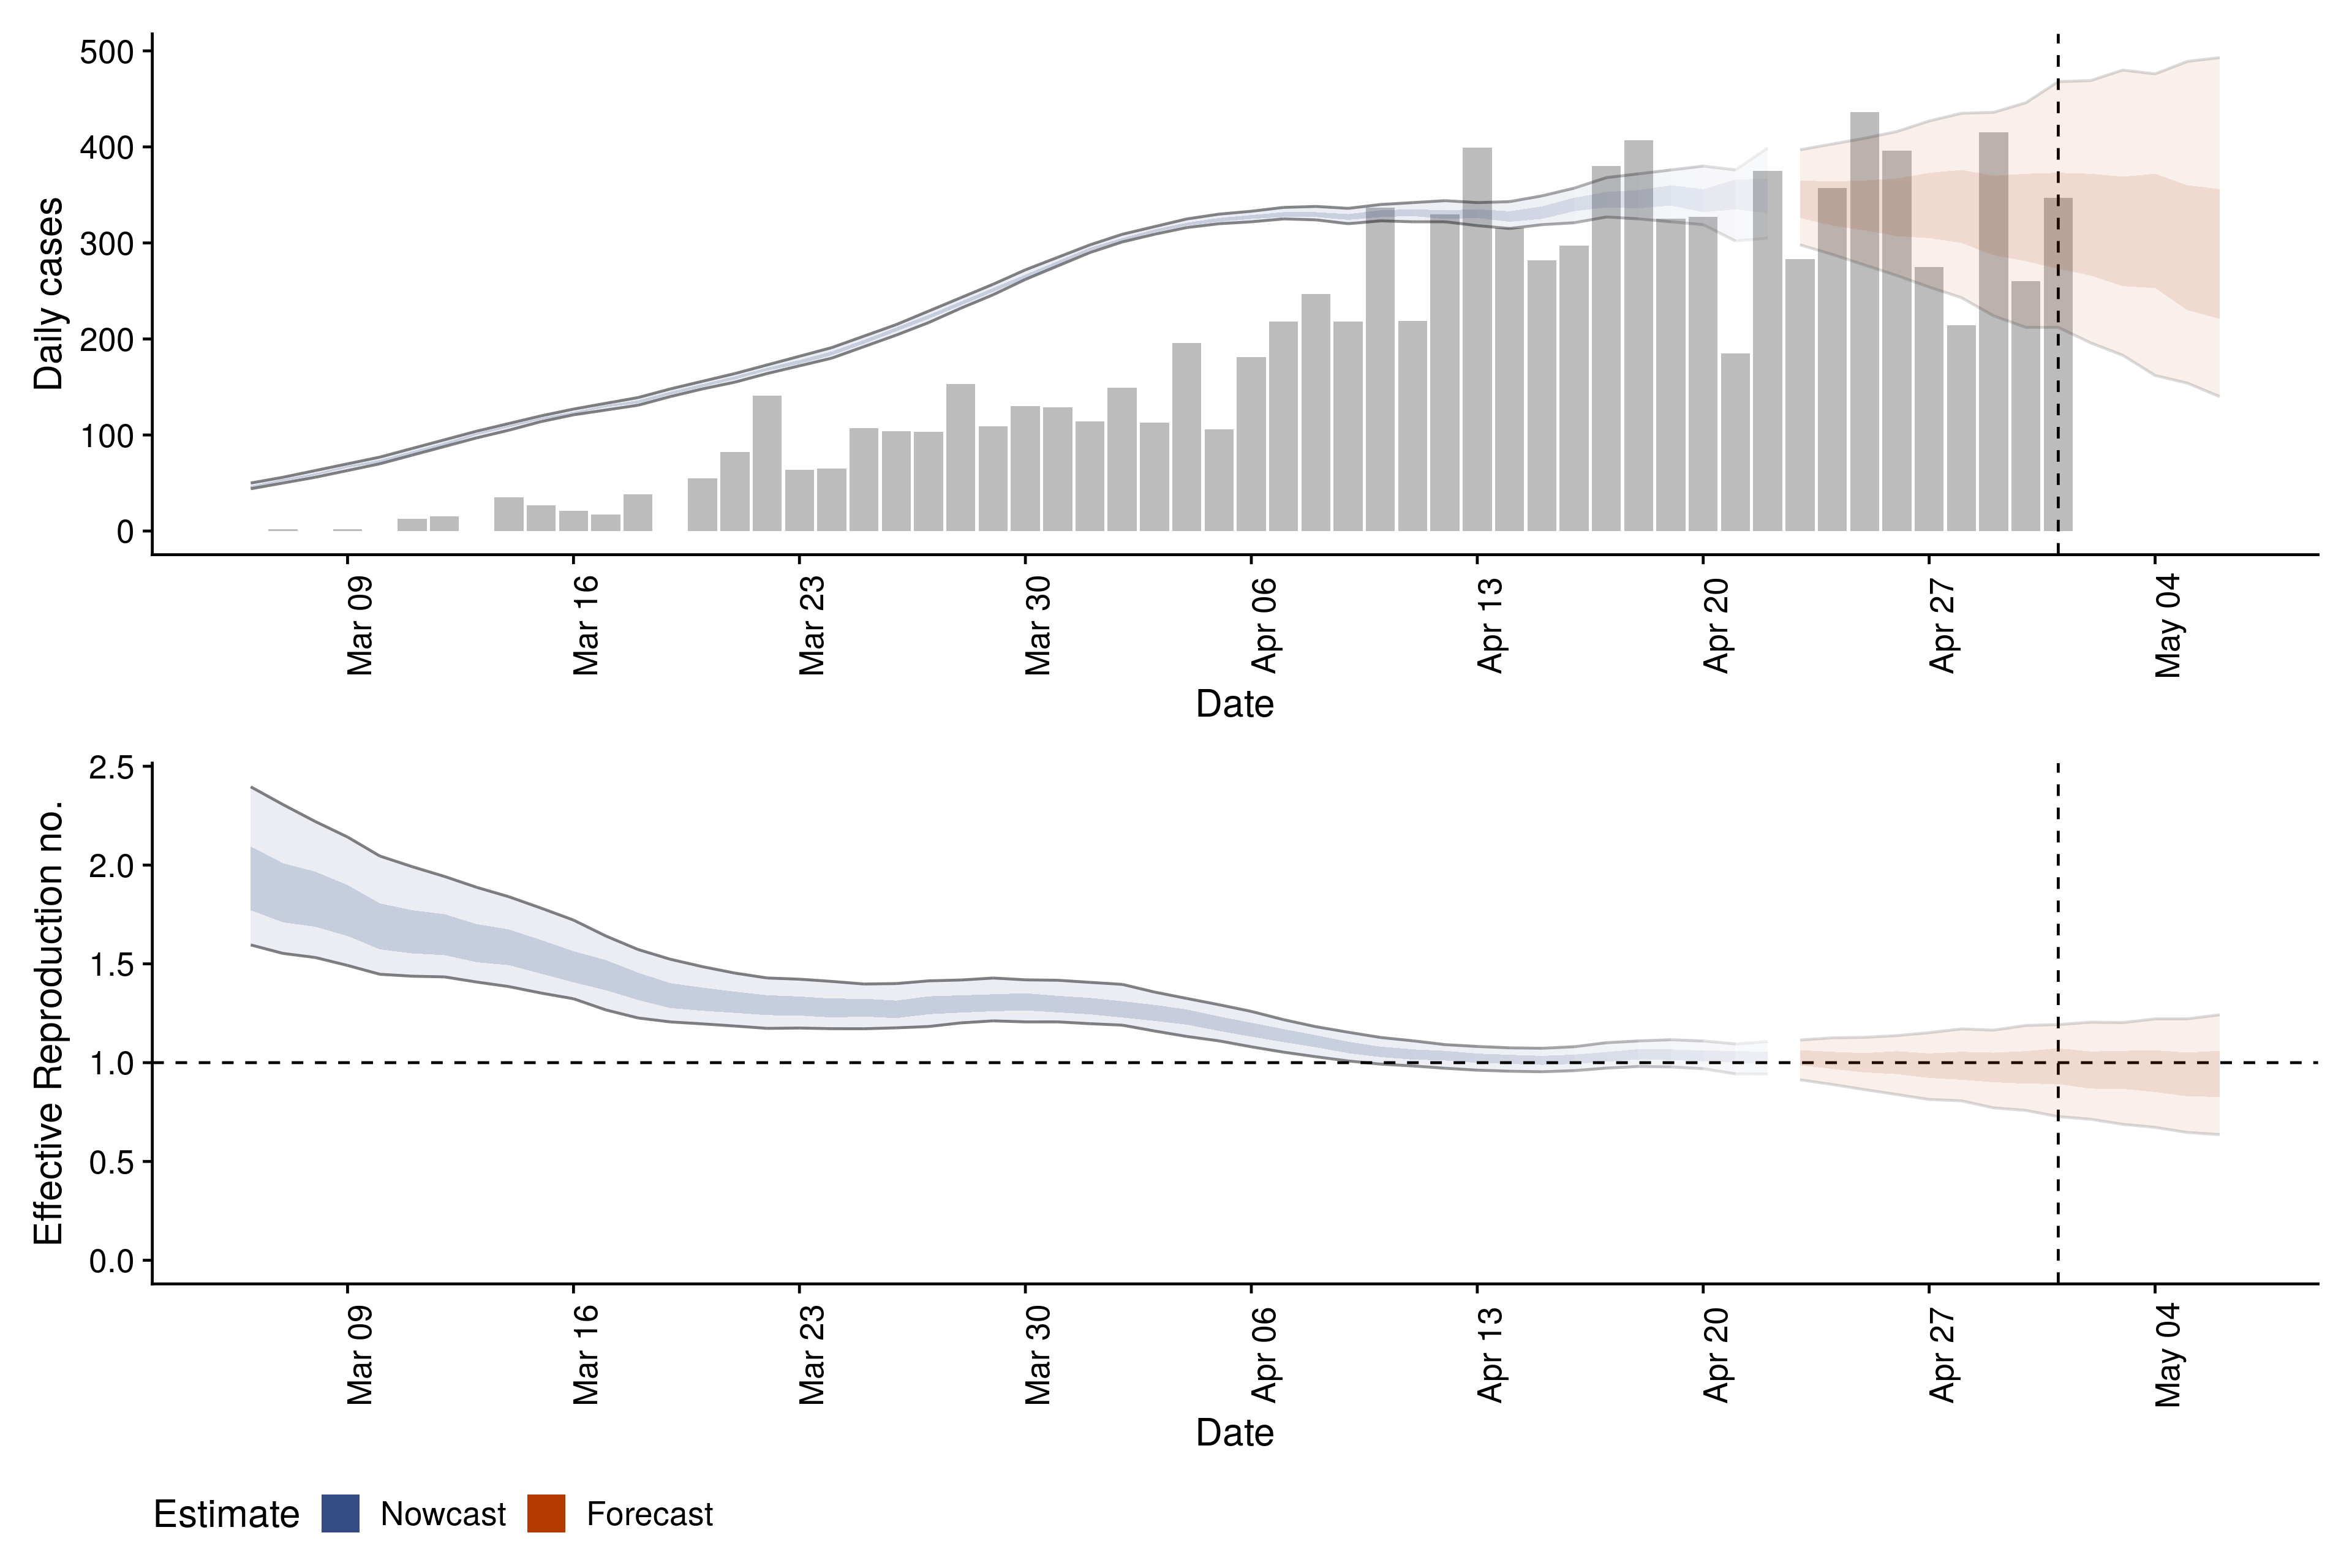 500
400
300
200
100
0
Daily cases
Mar 09 Mar 16 Mar 23 Mar 30 Apr 06 Apr 13 Apr 20 Apr 27 May 04
Date
2.5
2.0
1.5
1.0
0.5
0.0
Effective Reproduction no.
Mar 09 Mar 16 Mar 23 Mar 30 Apr 06 Apr 13 Apr 20 Apr 27 May 04
Date
Estimate Nowcast Forecast